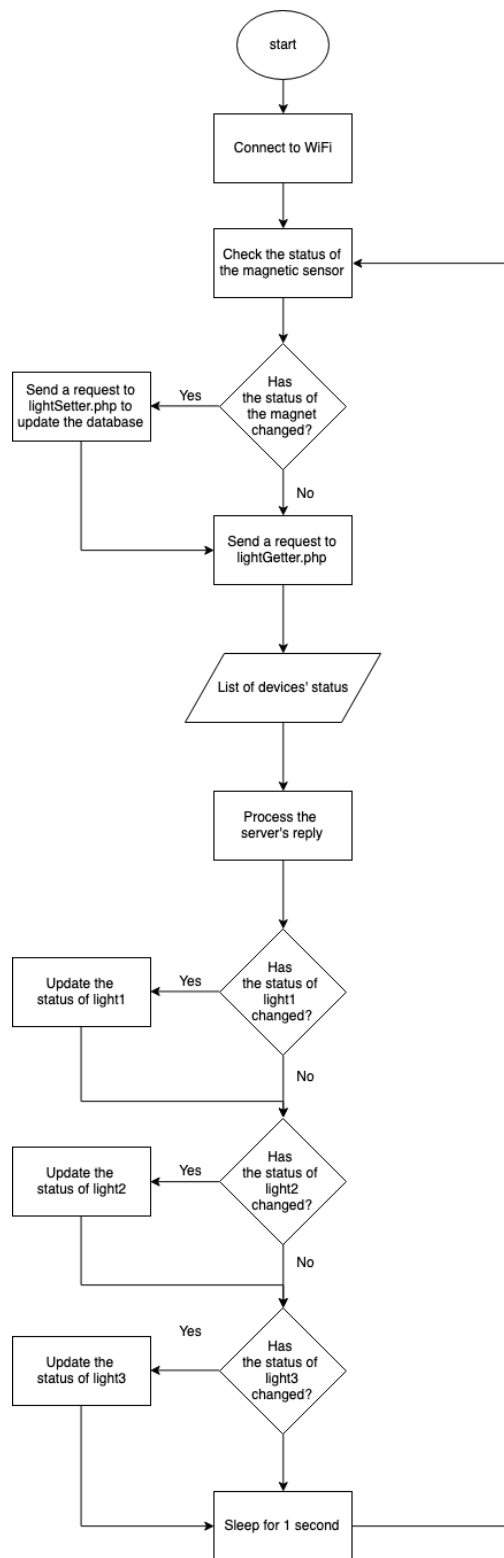 start
Connect to WiFi
Check the status of
the magnetic sensor
Has
the status of
the magnet
changed?
Yes
Send a request to
lightSetter.php to
update the database
No
Send a request to
lightGetter.php
List of devices' status
Process the
server's reply
Has
the status of
light1
changed?
Yes
Update the
status of light1
No
Has
the status of
light2
changed?
Yes
Update the
status of light2
No
Has
the status of
light3
changed?
Yes
Update the
status of light3
Sleep for 1 second